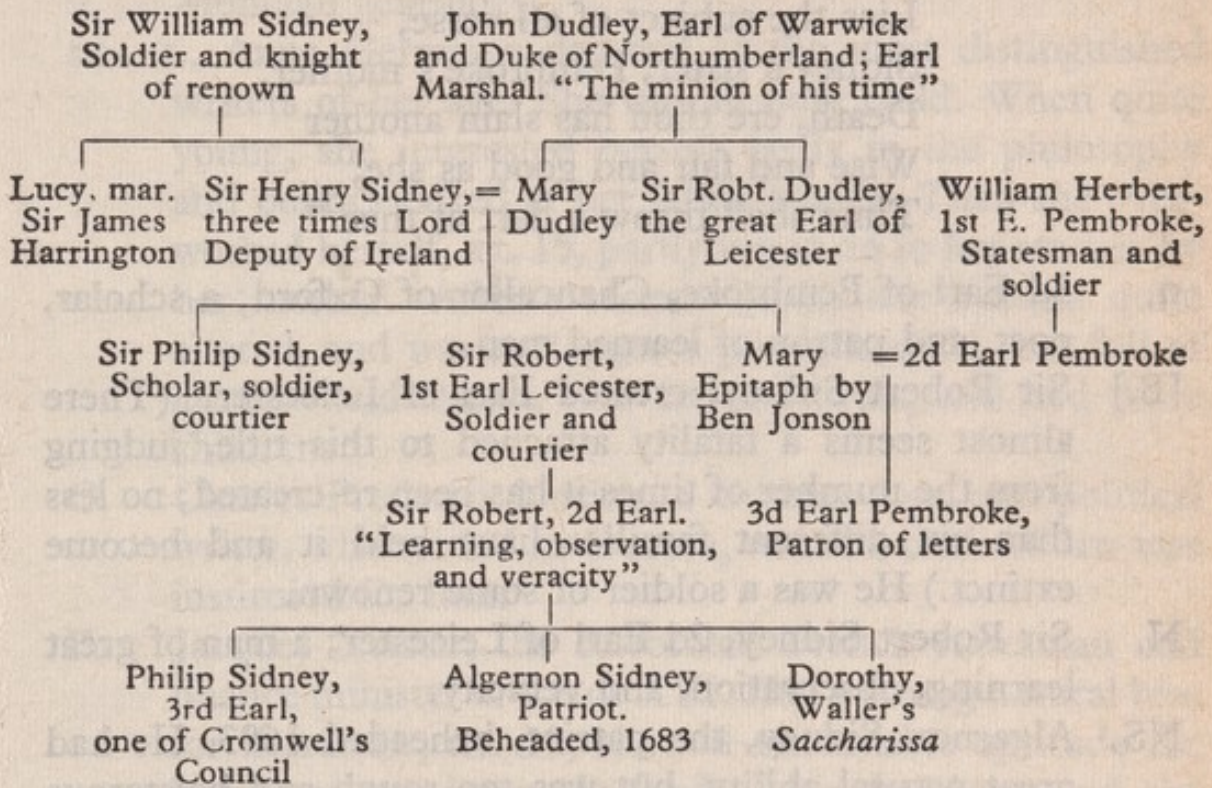 Sir William Sidney,
Soldier and knight
of renown
John Dudley, Earl of Warwick
and Duke of Northumberland; Earl
Marshal. “The minion of his time”
Lucy. mar.
Sir James
Harrington
Sir Henry Sidney,
three times Lord
Deputy of Ireland
= Mary
Dudley
Sir Robt. Dudley,
the great Earl of
Leicester
William Herbert,
1st E. Pembroke,
Statesman and
soldier
Sir Philip Sidney,
Scholar, soldier,
courtier
Sir Robert,
1st Earl Leicester,
Soldier and
courtier
Mary
Epitaph by
Ben Jonson
=2d Earl Pembroke
Sir Robert, 2d Earl.
“Learning, observation,
and veracity”
3d Earl Pembroke,
Patron of letters
Philip Sidney,
3rd Earl,
one of Cromwell’s
Council
Algernon Sidney,
Patriot.
Beheaded, 1683
Dorothy,
Waller’s
Saccharissa